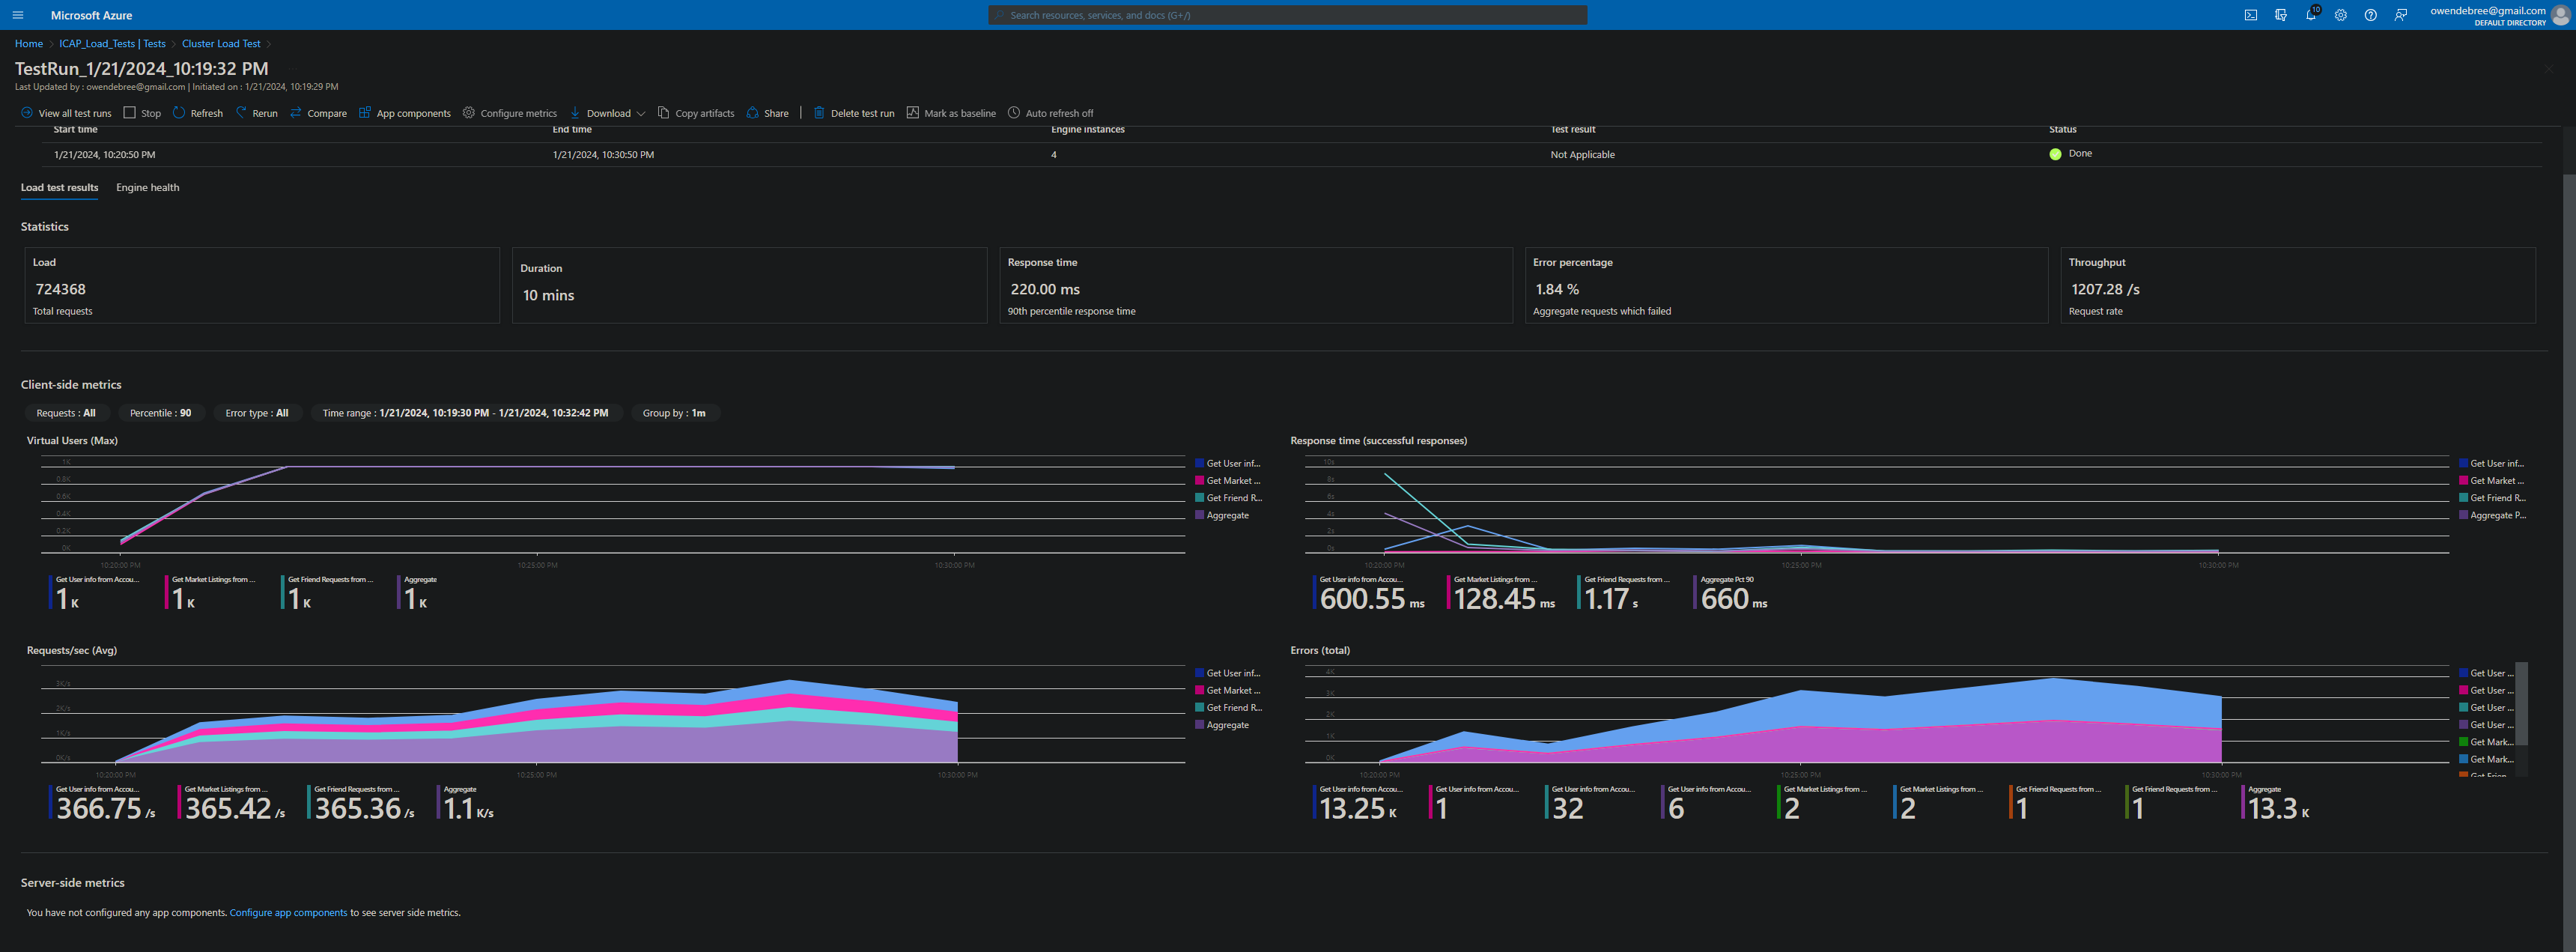 Microsoft Azure
Search resources, services, and docs (G+/)
10
owendebree@gmail.com
DEFAULT DIRECTORY
Home > ICAP_Load_Tests | Tests > Cluster Load Test >
TestRun_1/21/2024_10:19:32 PM
Last Updated by : owendebree@gmail.com | Initiated on : 1/21/2024, 10:19:29 PM
View all test runs Stop Refresh Rerun Compare App components Configure metrics Download Copy artifacts Share | Delete test run Mark as baseline Auto refresh off
Start time End time Engine instances Test result Status
1/21/2024, 10:20:50 PM 1/21/2024, 10:30:50 PM 4 Not Applicable Done
Load test results Engine health
Statistics
Load
724368
Total requests
Duration
10 mins
Response time
220.00 ms
90th percentile response time
Error percentage
1.84 %
Aggregate requests which failed
Throughput
1207.28 /s
Request rate
Client-side metrics
Requests : All Percentile : 90 Error type : All Time range : 1/21/2024, 10:19:30 PM - 1/21/2024, 10:32:42 PM Group by : 1m
Virtual Users (Max)
1K
0.8K
0.6K
0.4K
0.2K
0K
10:20:00 PM 10:25:00 PM 10:30:00 PM
Get User inf...
Get Market ...
Get Friend R...
Aggregate
Get User info from Accou...
1 K
Get Market Listings from ...
1 K
Get Friend Requests from ...
1 K
Aggregate
1 K
Response time (successful responses)
10s
8s
6s
4s
2s
0s
10:20:00 PM 10:25:00 PM 10:30:00 PM
Get User inf...
Get Market ...
Get Friend R...
Aggregate P...
Get User info from Accou...
600.55 ms
Get Market Listings from ...
128.45 ms
Get Friend Requests from ...
1.17 s
Aggregate Pct 90
660 ms
Requests/sec (Avg)
3K/s
2K/s
1K/s
0K/s
10:20:00 PM 10:25:00 PM 10:30:00 PM
Get User inf...
Get Market ...
Get Friend R...
Aggregate
Get User info from Accou...
366.75 /s
Get Market Listings from ...
365.42 /s
Get Friend Requests from ...
365.36 /s
Aggregate
1.1 K/s
Errors (total)
4K
3K
2K
1K
0K
10:20:00 PM 10:25:00 PM 10:30:00 PM
Get User ...
Get User ...
Get User ...
Get User ...
Get Mark...
Get Mark...
Get Frien...
Get User info from Accou...
13.25 K
Get User info from Accou...
1
Get User info from Accou...
32
Get User info from Accou...
6
Get Market Listings from ...
2
Get Market Listings from ...
2
Get Friend Requests from ...
1
Get Friend Requests from ...
1
Aggregate
13.3 K
Server-side metrics
You have not configured any app components. Configure app components to see server side metrics.